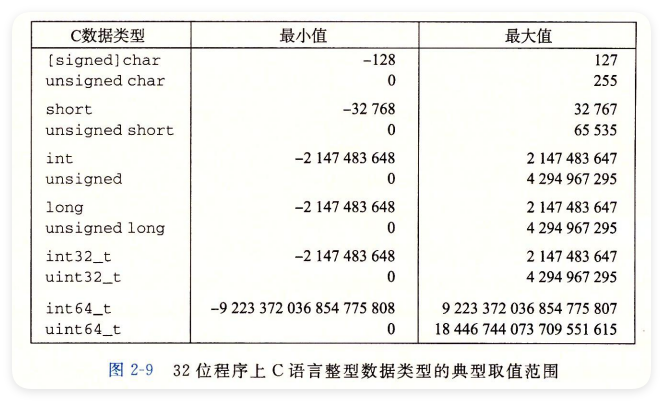 C数据类型 最小值 最大值
[signed]char −128 127
unsigned char 0 255
short −32 768 32 767
unsigned short 0 65 535
int −2 147 483 648 2 147 483 647
unsigned 0 4 294 967 295
long −2 147 483 648 2 147 483 647
unsigned long 0 4 294 967 295
int32_t −2 147 483 648 2 147 483 647
uint32_t 0 4 294 967 295
int64_t −9 223 372 036 854 775 808 9 223 372 036 854 775 807
uint64_t 0 18 446 744 073 709 551 615
图 2-9 32 位程序上 C 语言整型数据类型的典型取值范围